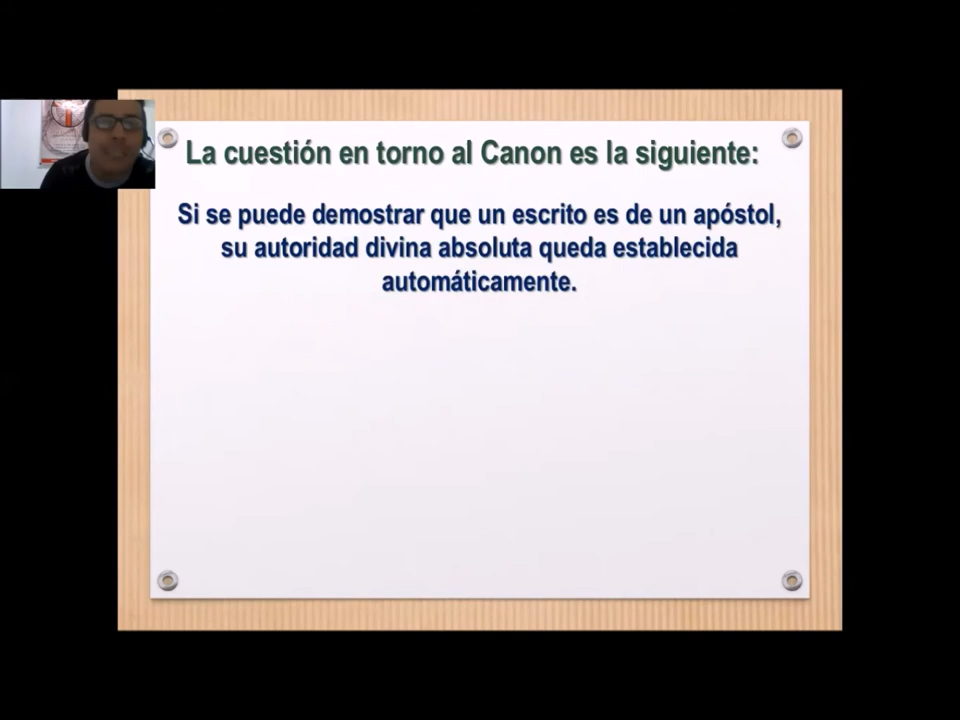 La cuestión en torno al Canon es la siguiente:
Si se puede demostrar que un escrito es de un apóstol,
su autoridad divina absoluta queda establecida
automáticamente.